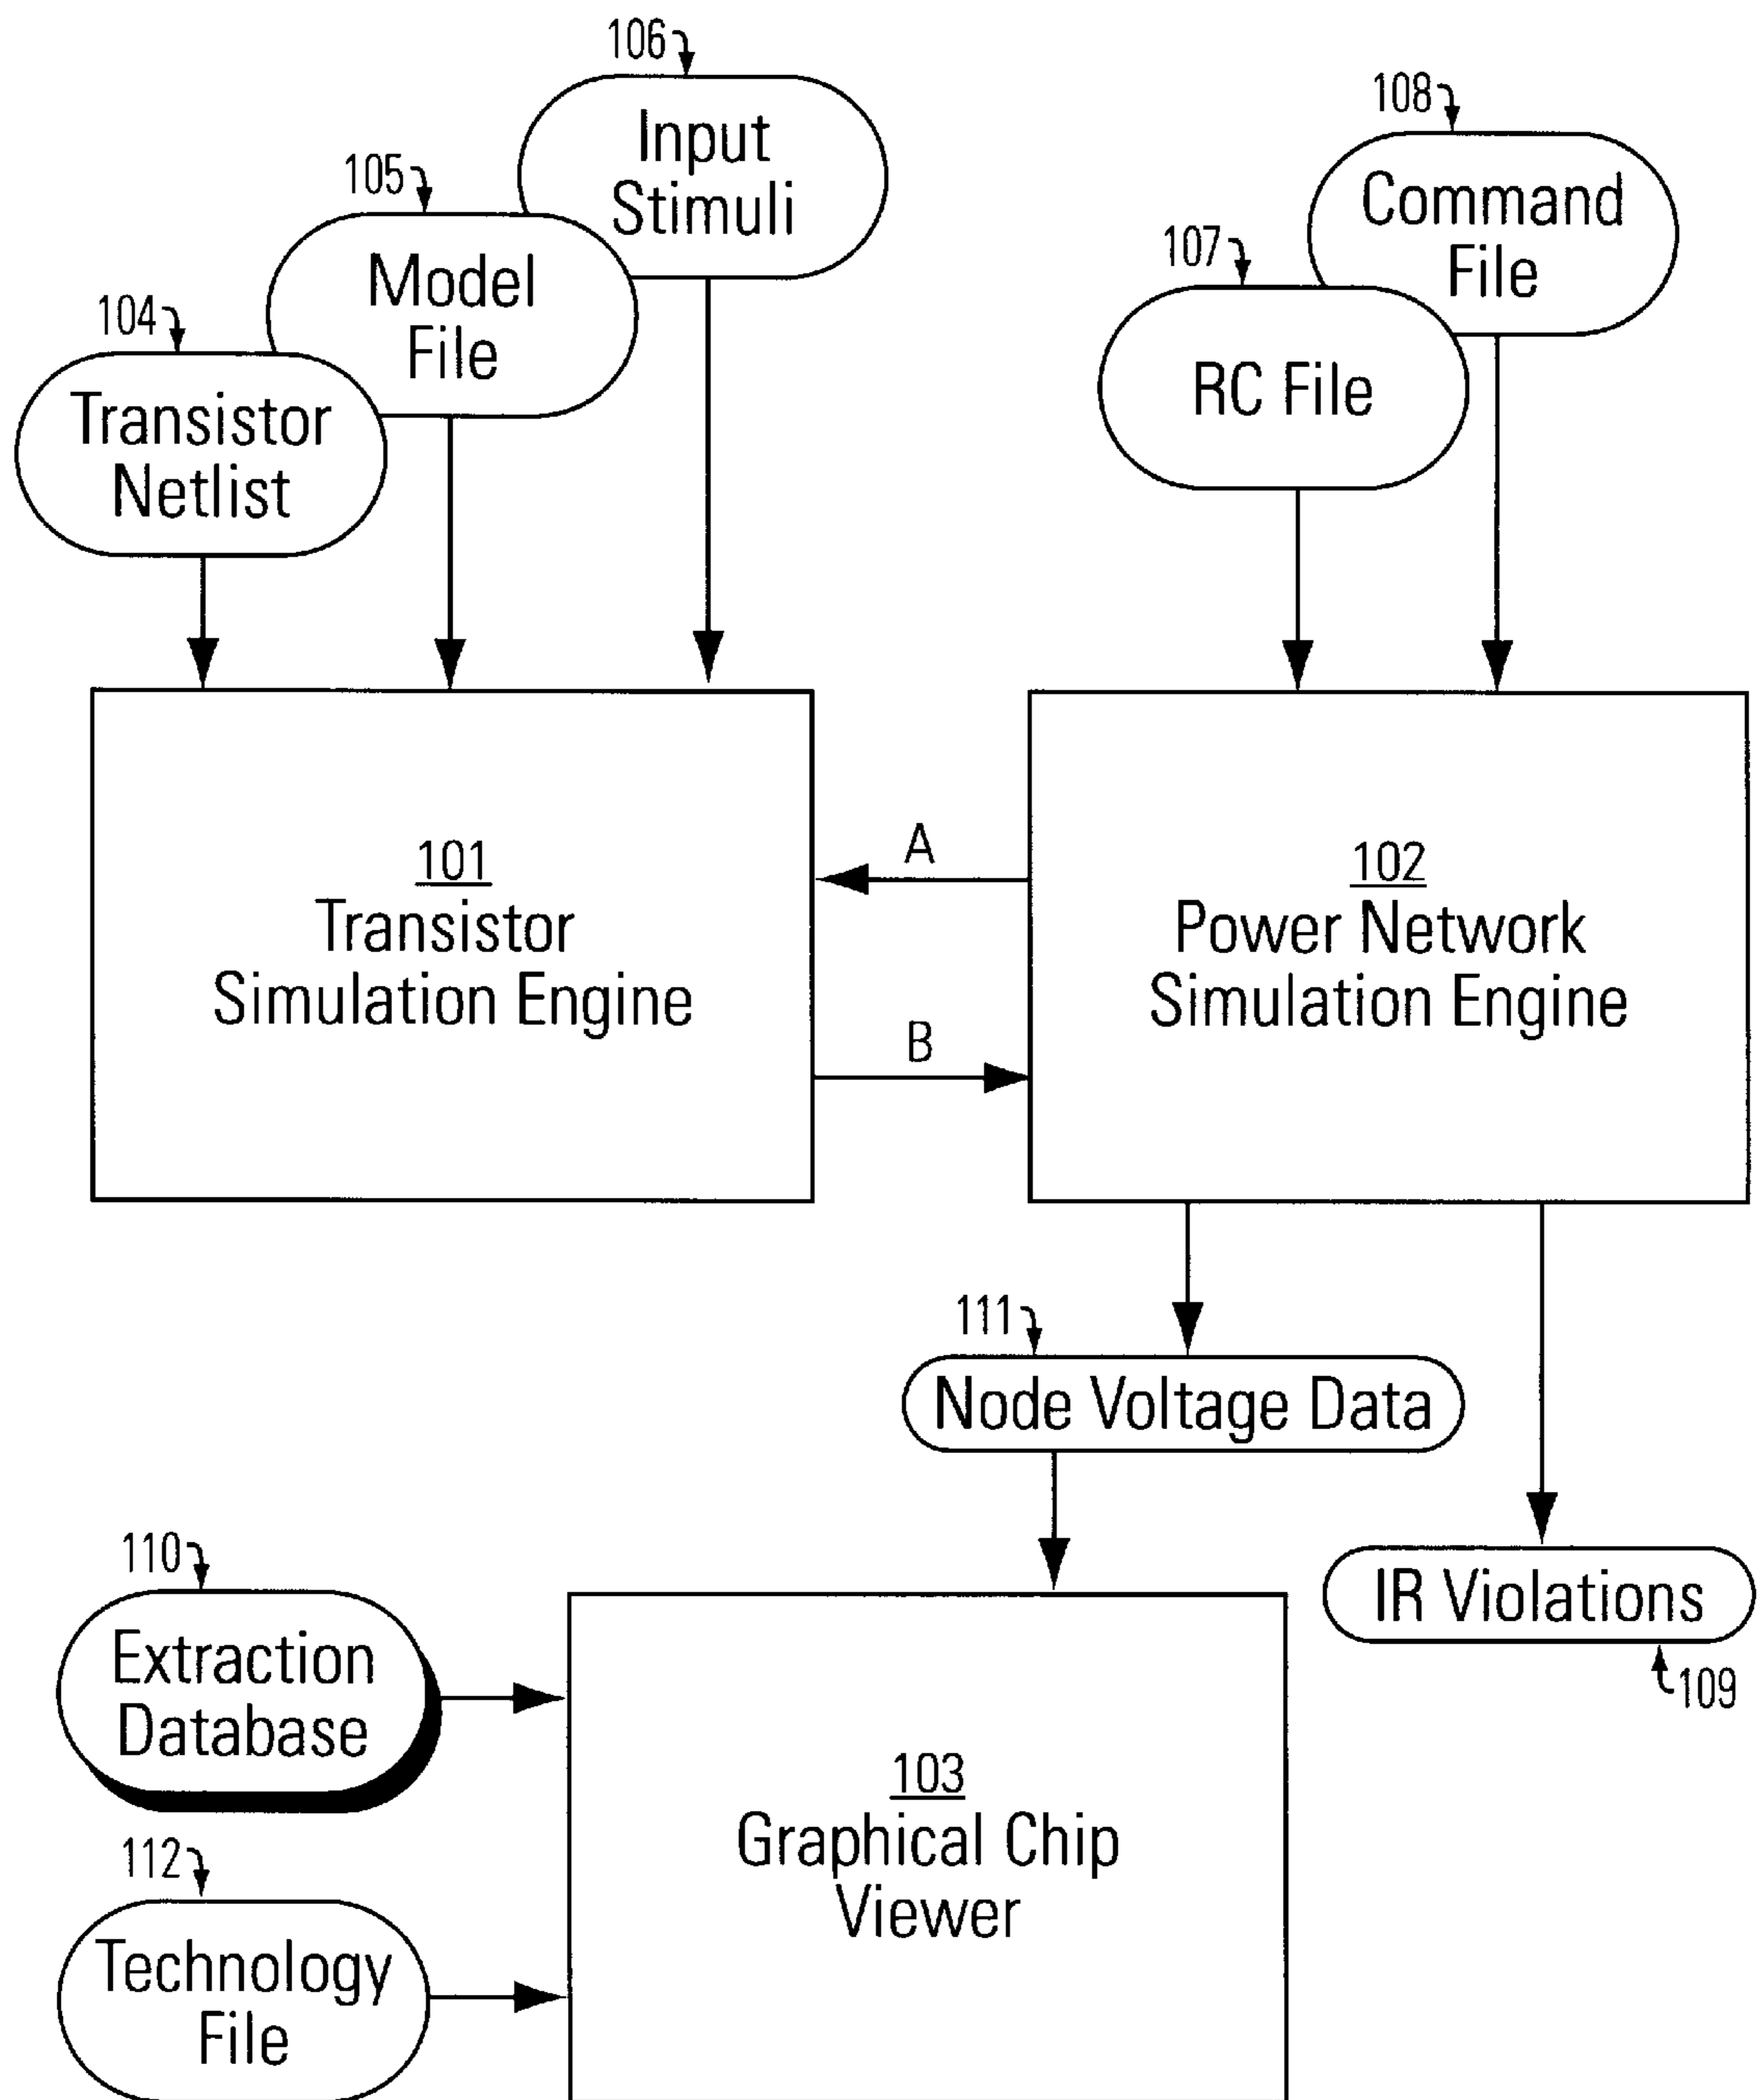 106
Input
Stimuli
108
Command
File
105
Model
File
107
RC File
104
Transistor
Netlist
101
Transistor
Simulation Engine
A
B
102
Power Network
Simulation Engine
111
Node Voltage Data
IR Violations
109
110
Extraction
Database
112
Technology
File
103
Graphical Chip
Viewer